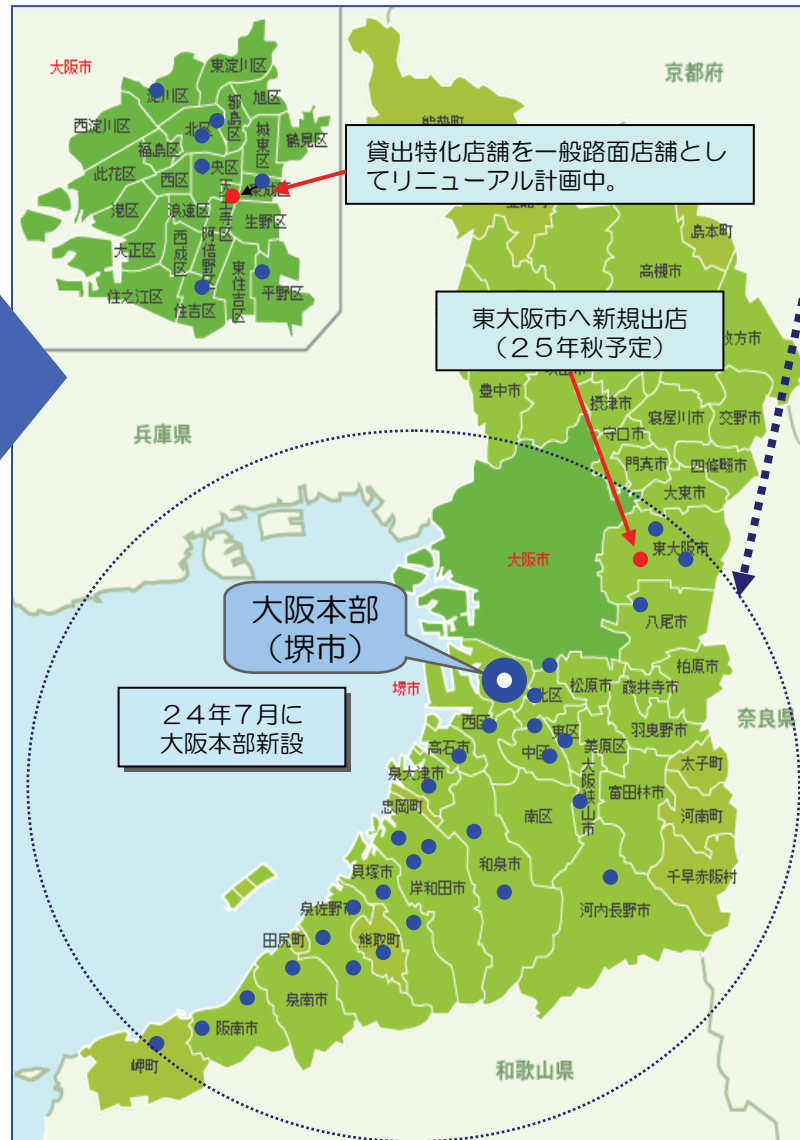 大阪市
東淀川区
淀川区
旭区
都島区
西淀川区
北区
城東区
鶴見区
福島区
此花区
西区
央区
東成区
港区
浪速区
天王寺区
生野区
大正区
西成区
阿倍野区
東住吉区
平野区
住之江区
住吉区
京都府
能勢町
貸出特化店舗を一般路面店舗とし
てリニューアル計画中。
島本町
高槻市
東大阪市へ新規出店
(25年秋予定)
枚方市
豊中市
摂津市
寝屋川市
交野市
守口市
兵庫県
門真市
四條畷市
大東市
大阪市
東大阪市
大阪本部
(堺市)
八尾市
柏原市
堺市
北区
松原市
藤井寺市
24年7月に
大阪本部新設
西区
東区
羽曳野市
奈良県
高石市
中区
美原区
太子町
泉大津市
大阪狭山市
富田林市
忠岡町
南区
河南町
和泉市
貝塚市
岸和田市
千早赤阪村
泉佐野市
河内長野市
田尻町
熊取町
泉南市
阪南市
岬町
和歌山県